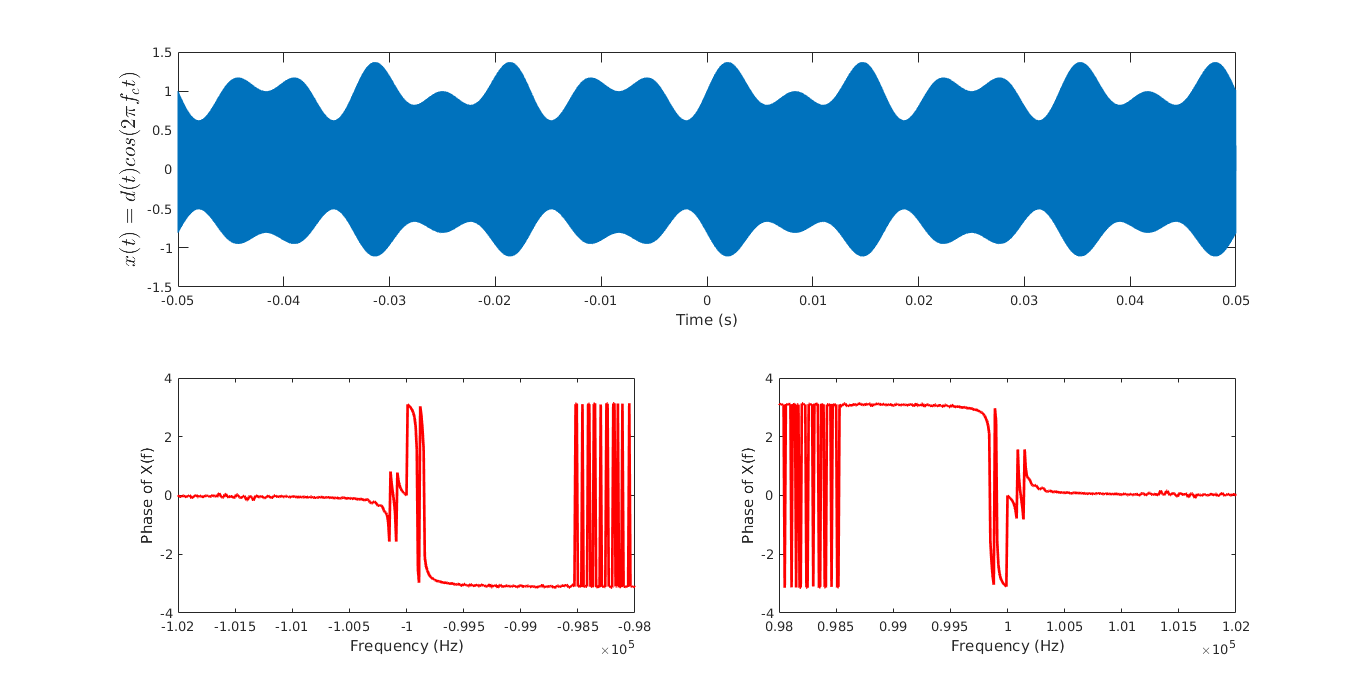 1.5
1
0.5
0
-0.5
-1
-1.5
x(t) = d(t)cos(2πf_ct)
-0.05 -0.04 -0.03 -0.02 -0.01 0 0.01 0.02 0.03 0.04 0.05
Time (s)
4
2
0
-2
-4
Phase of X(f)
-1.02 -1.015 -1.01 -1.005 -1 -0.995 -0.99 -0.985 -0.98
Frequency (Hz)
×10^5
4
2
0
-2
-4
Phase of X(f)
0.98 0.985 0.99 0.995 1 1.005 1.01 1.015 1.02
Frequency (Hz)
×10^5